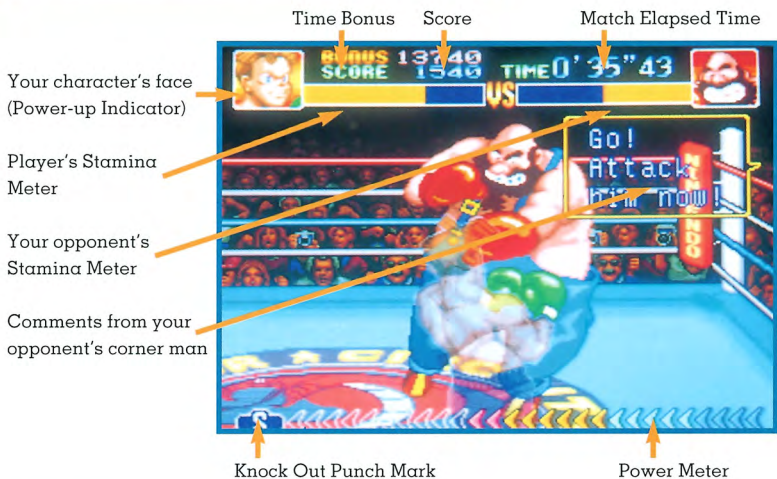 Time Bonus Score Match Elapsed Time
BONUS 13740
SCORE 1540 TIME 0'35"43
VS
Your character's face
(Power-up Indicator)
Player's Stamina
Meter
Your opponent's
Stamina Meter
Comments from your
opponent's corner man
Go!
Attack
him now!
NINTENDO
S
Knock Out Punch Mark Power Meter